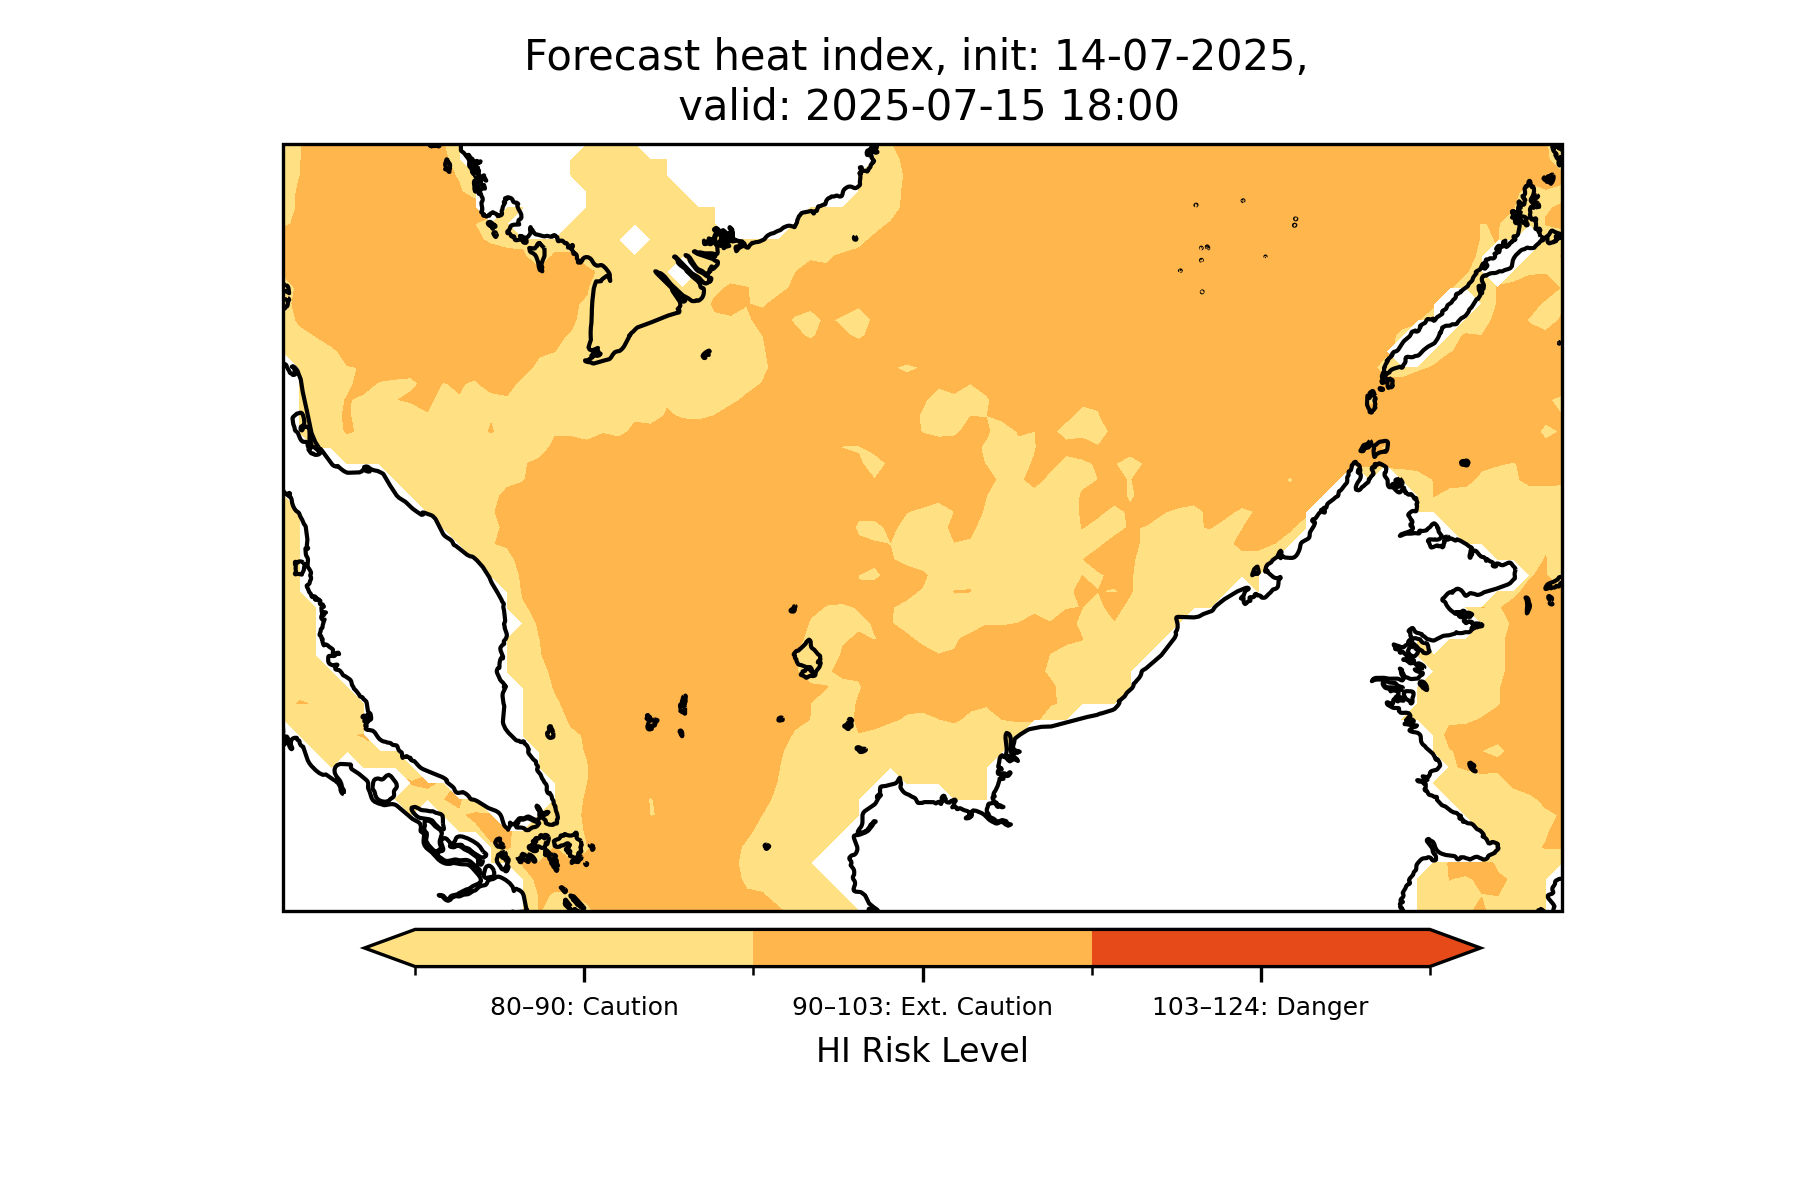 Forecast heat index, init: 14-07-2025,
valid: 2025-07-15 18:00
80–90: Caution
90–103: Ext. Caution
103–124: Danger
HI Risk Level